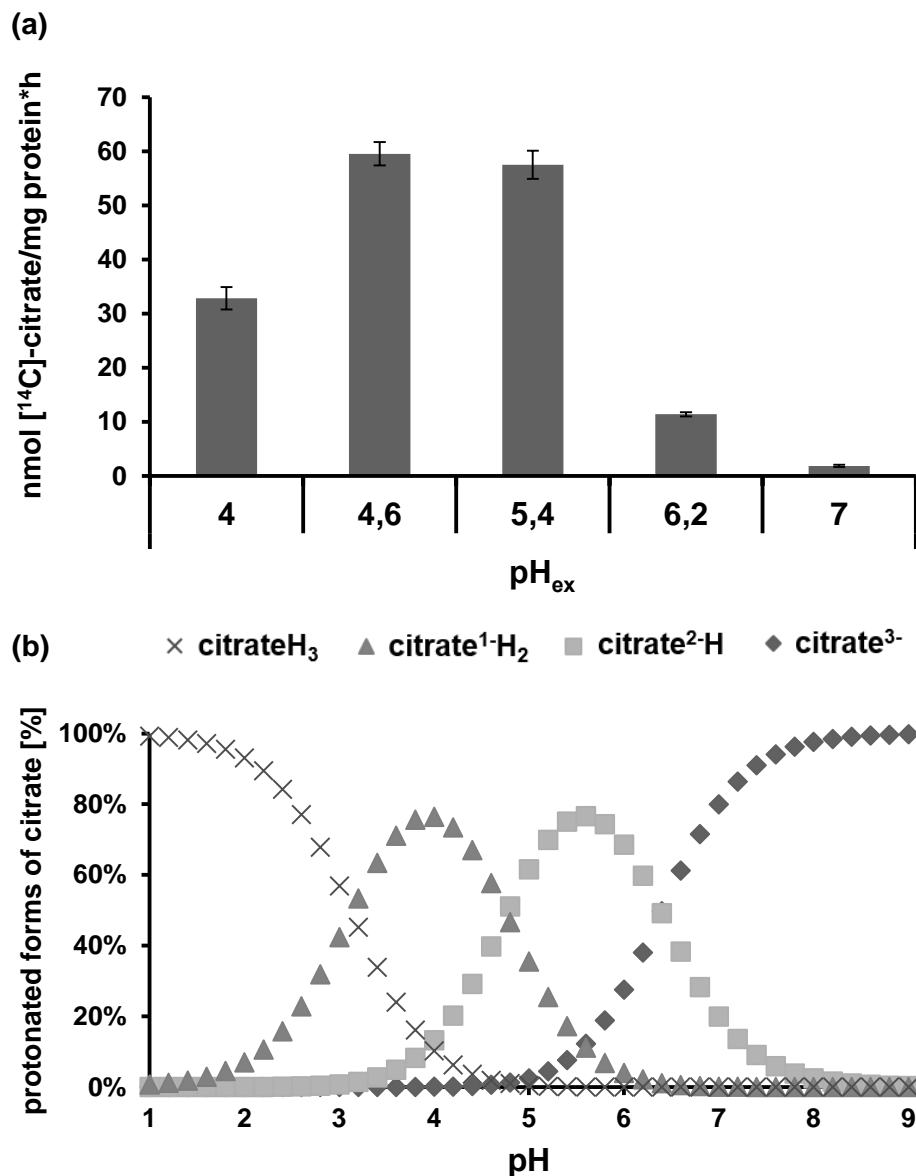 (a)
nmol [¹⁴C]-citrate/mg protein*h
70
60
50
40
30
20
10
0
4 4,6 5,4 6,2 7
pHₑₓ
(b)
citrateH₃ citrate¹⁻H₂ citrate²⁻H citrate³⁻
protonated forms of citrate [%]
100%
80%
60%
40%
20%
0%
1 2 3 4 5 6 7 8 9
pH